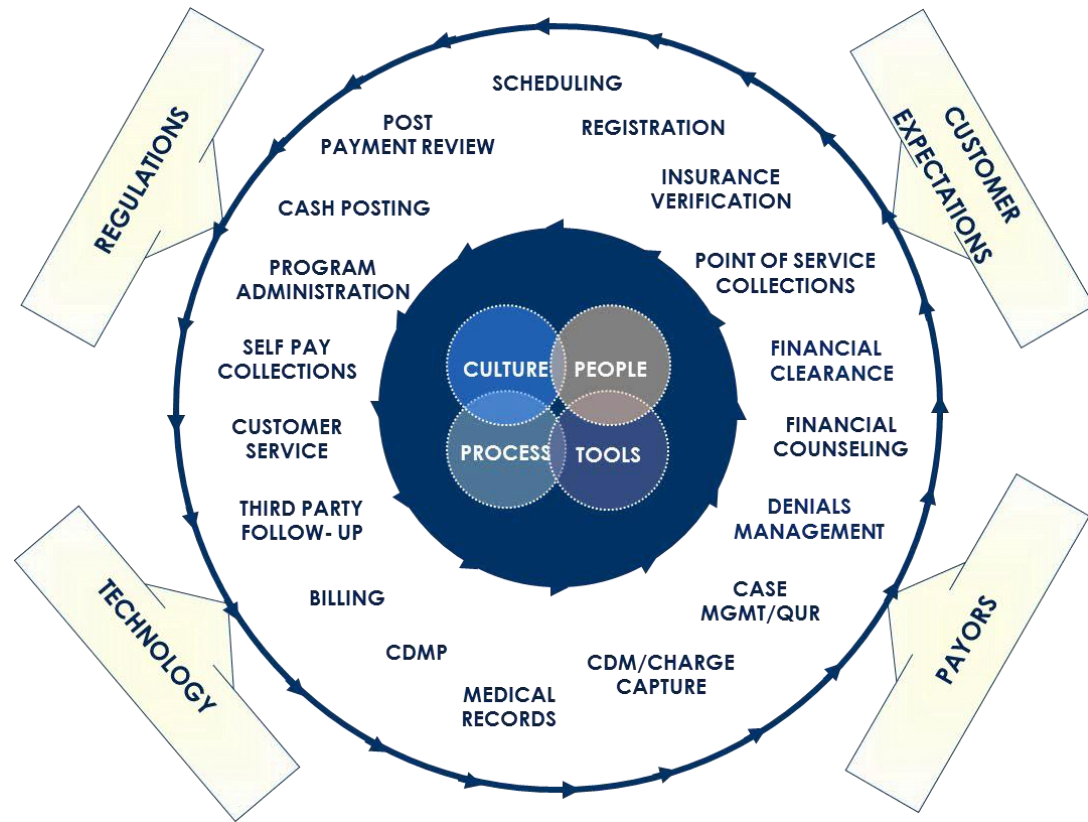 REGULATIONS
CUSTOMER
EXPECTATIONS
SCHEDULING
REGISTRATION
INSURANCE
VERIFICATION
POINT OF SERVICE
COLLECTIONS
FINANCIAL
CLEARANCE
FINANCIAL
COUNSELING
DENIALS
MANAGEMENT
CASE
MGMT/QUR
CDM/CHARGE
CAPTURE
MEDICAL
RECORDS
CDMP
BILLING
THIRD PARTY
FOLLOW- UP
CUSTOMER
SERVICE
SELF PAY
COLLECTIONS
PROGRAM
ADMINISTRATION
CASH POSTING
POST
PAYMENT REVIEW
CULTURE
PEOPLE
PROCESS
TOOLS
TECHNOLOGY
PAYORS